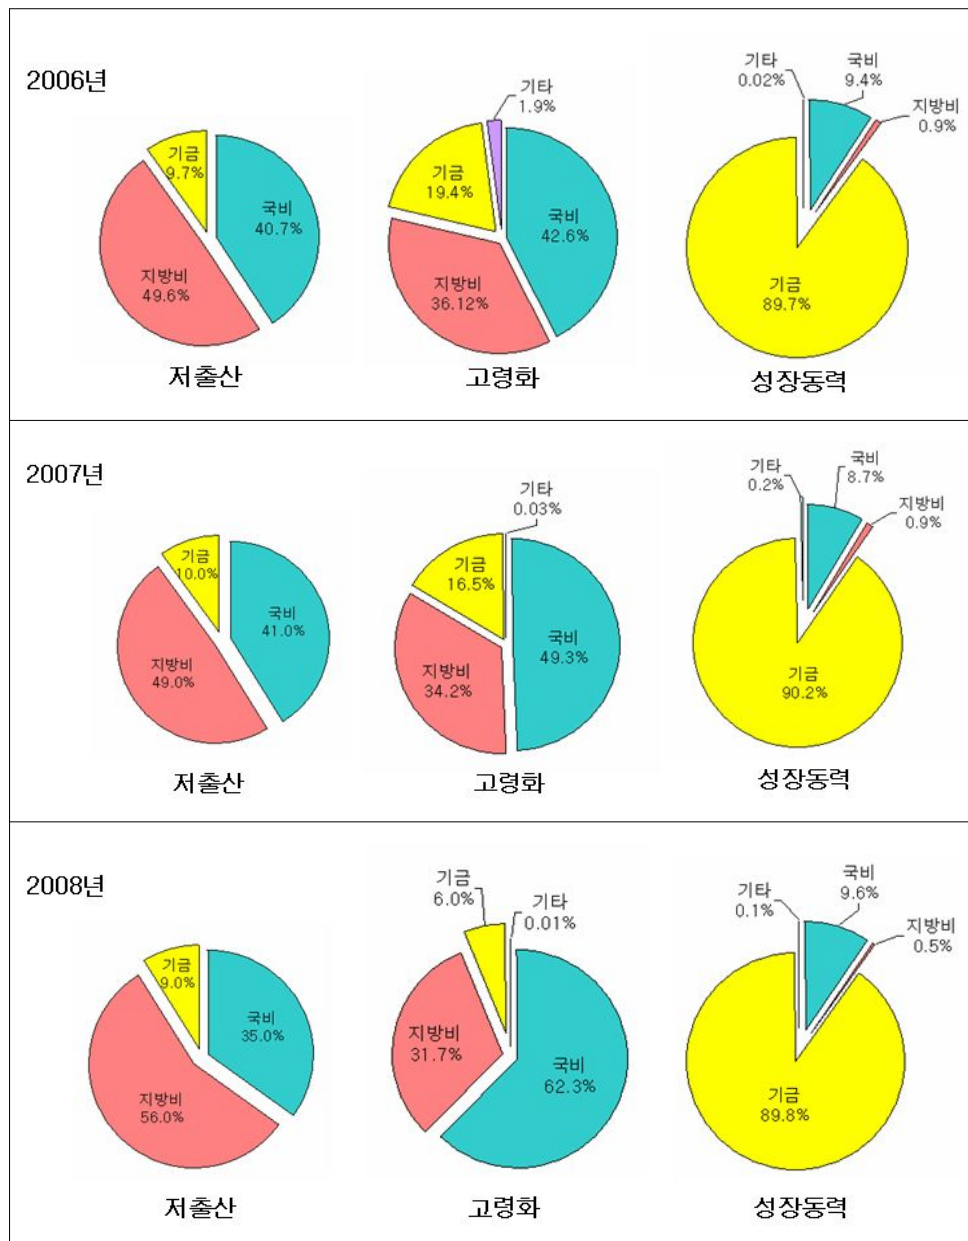 2006년
기금
9.7%
국비
40.7%
지방비
49.6%
저출산
기타
1.9%
기금
19.4%
국비
42.6%
지방비
36.12%
고령화
기타
0.02%
국비
9.4%
지방비
0.9%
기금
89.7%
성장동력
2007년
기금
10.0%
국비
41.0%
지방비
49.0%
저출산
기타
0.03%
기금
16.5%
국비
49.3%
지방비
34.2%
고령화
기타
0.2%
국비
8.7%
지방비
0.9%
기금
90.2%
성장동력
2008년
기금
9.0%
국비
35.0%
지방비
56.0%
저출산
기금
6.0%
기타
0.01%
지방비
31.7%
국비
62.3%
고령화
기타
0.1%
국비
9.6%
지방비
0.5%
기금
89.8%
성장동력